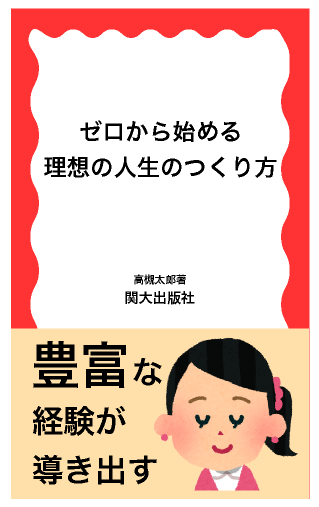 ゼロから始める
理想の人生のつくり方
高槻太郎著
関大出版社
豊富な
経験が
導き出す